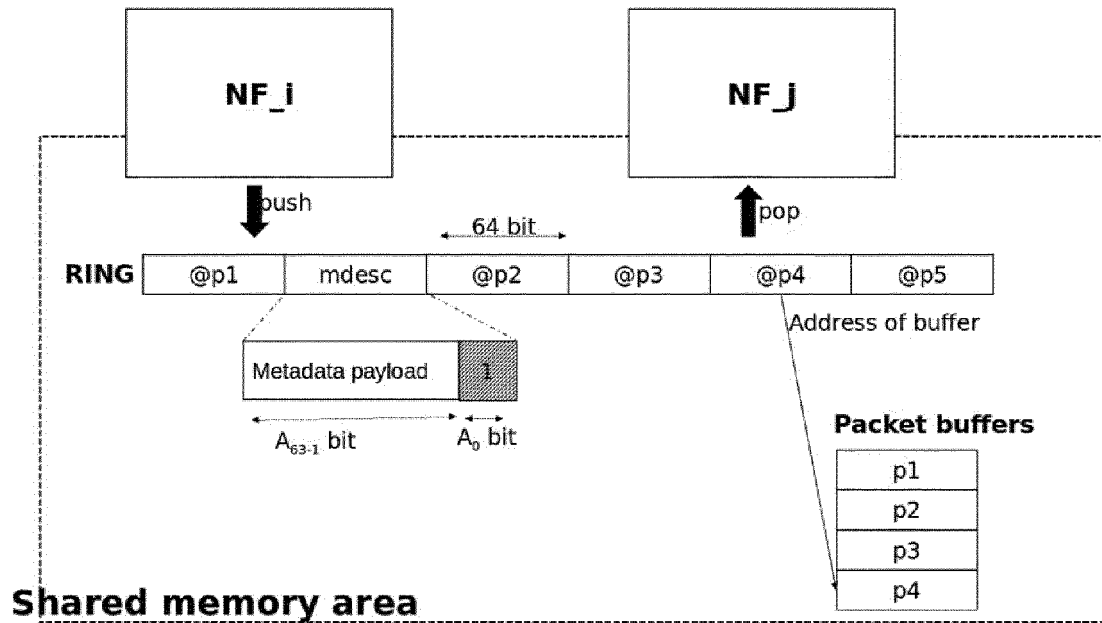 NF_i
NF_j
push
64 bit
pop
RING
@p1
mdesc
@p2
@p3
@p4
@p5
Address of buffer
Metadata payload
1
A63-1 bit
A0 bit
Packet buffers
p1
p2
p3
p4
Shared memory area